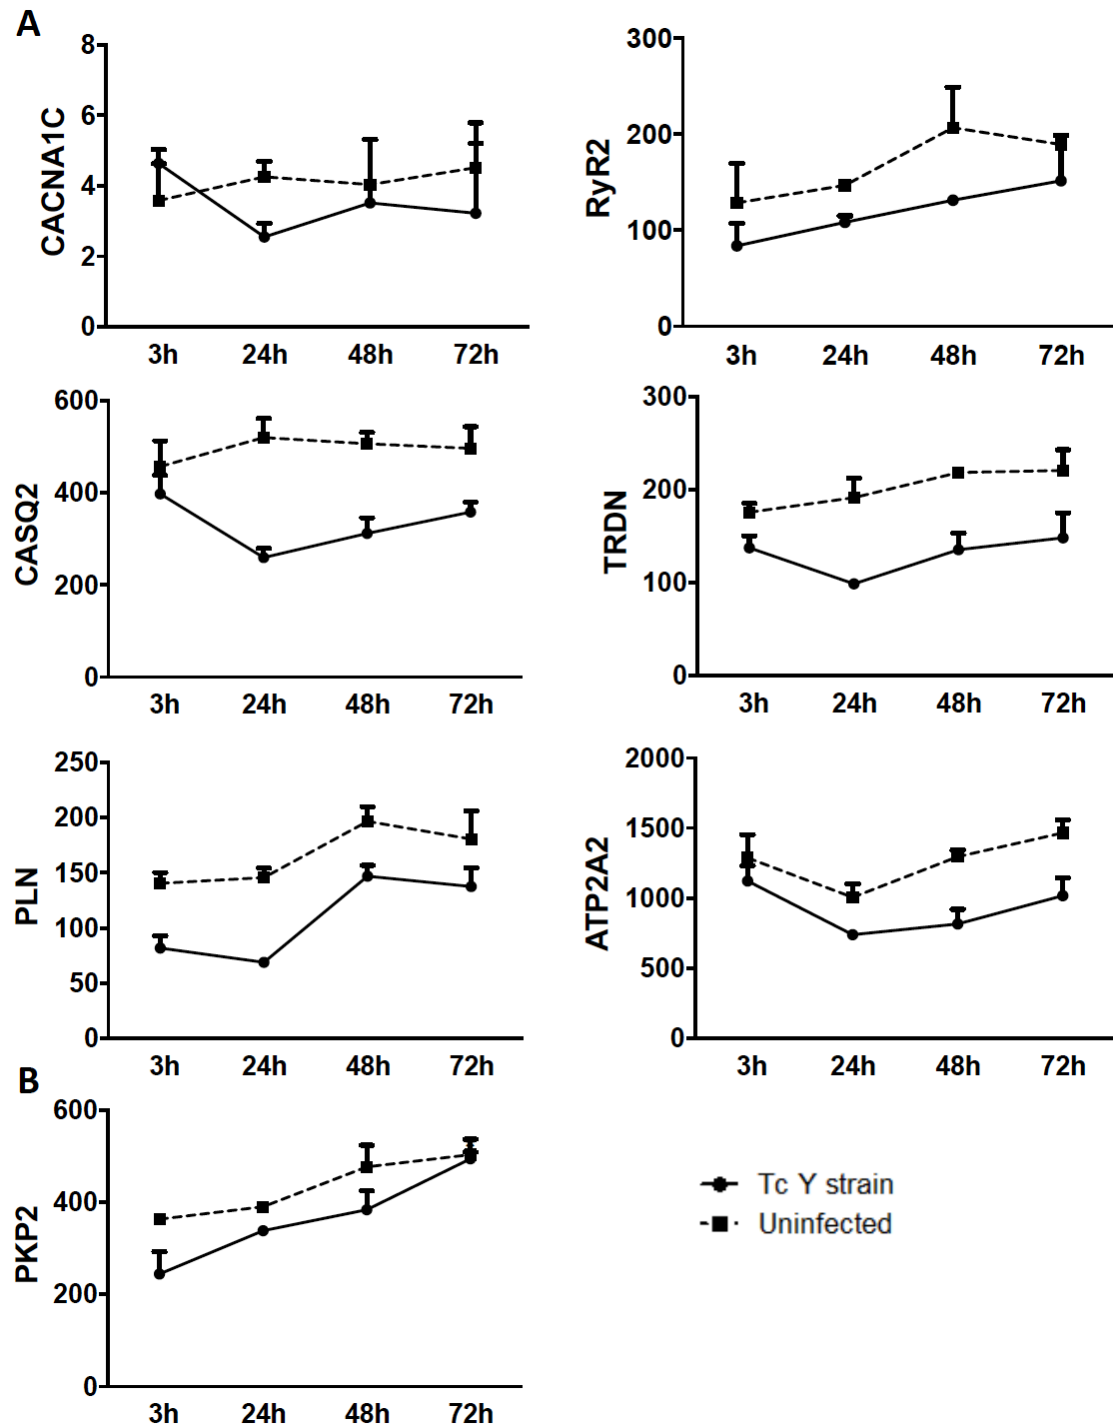 A
CACNA1C
8
6
4
2
0
3h 24h 48h 72h
RyR2
300
200
100
0
3h 24h 48h 72h
CASQ2
600
400
200
0
3h 24h 48h 72h
TRDN
300
200
100
0
3h 24h 48h 72h
PLN
250
200
150
100
50
0
3h 24h 48h 72h
ATP2A2
2000
1500
1000
500
0
3h 24h 48h 72h
B
PKP2
600
400
200
0
3h 24h 48h 72h
Tc Y strain
Uninfected